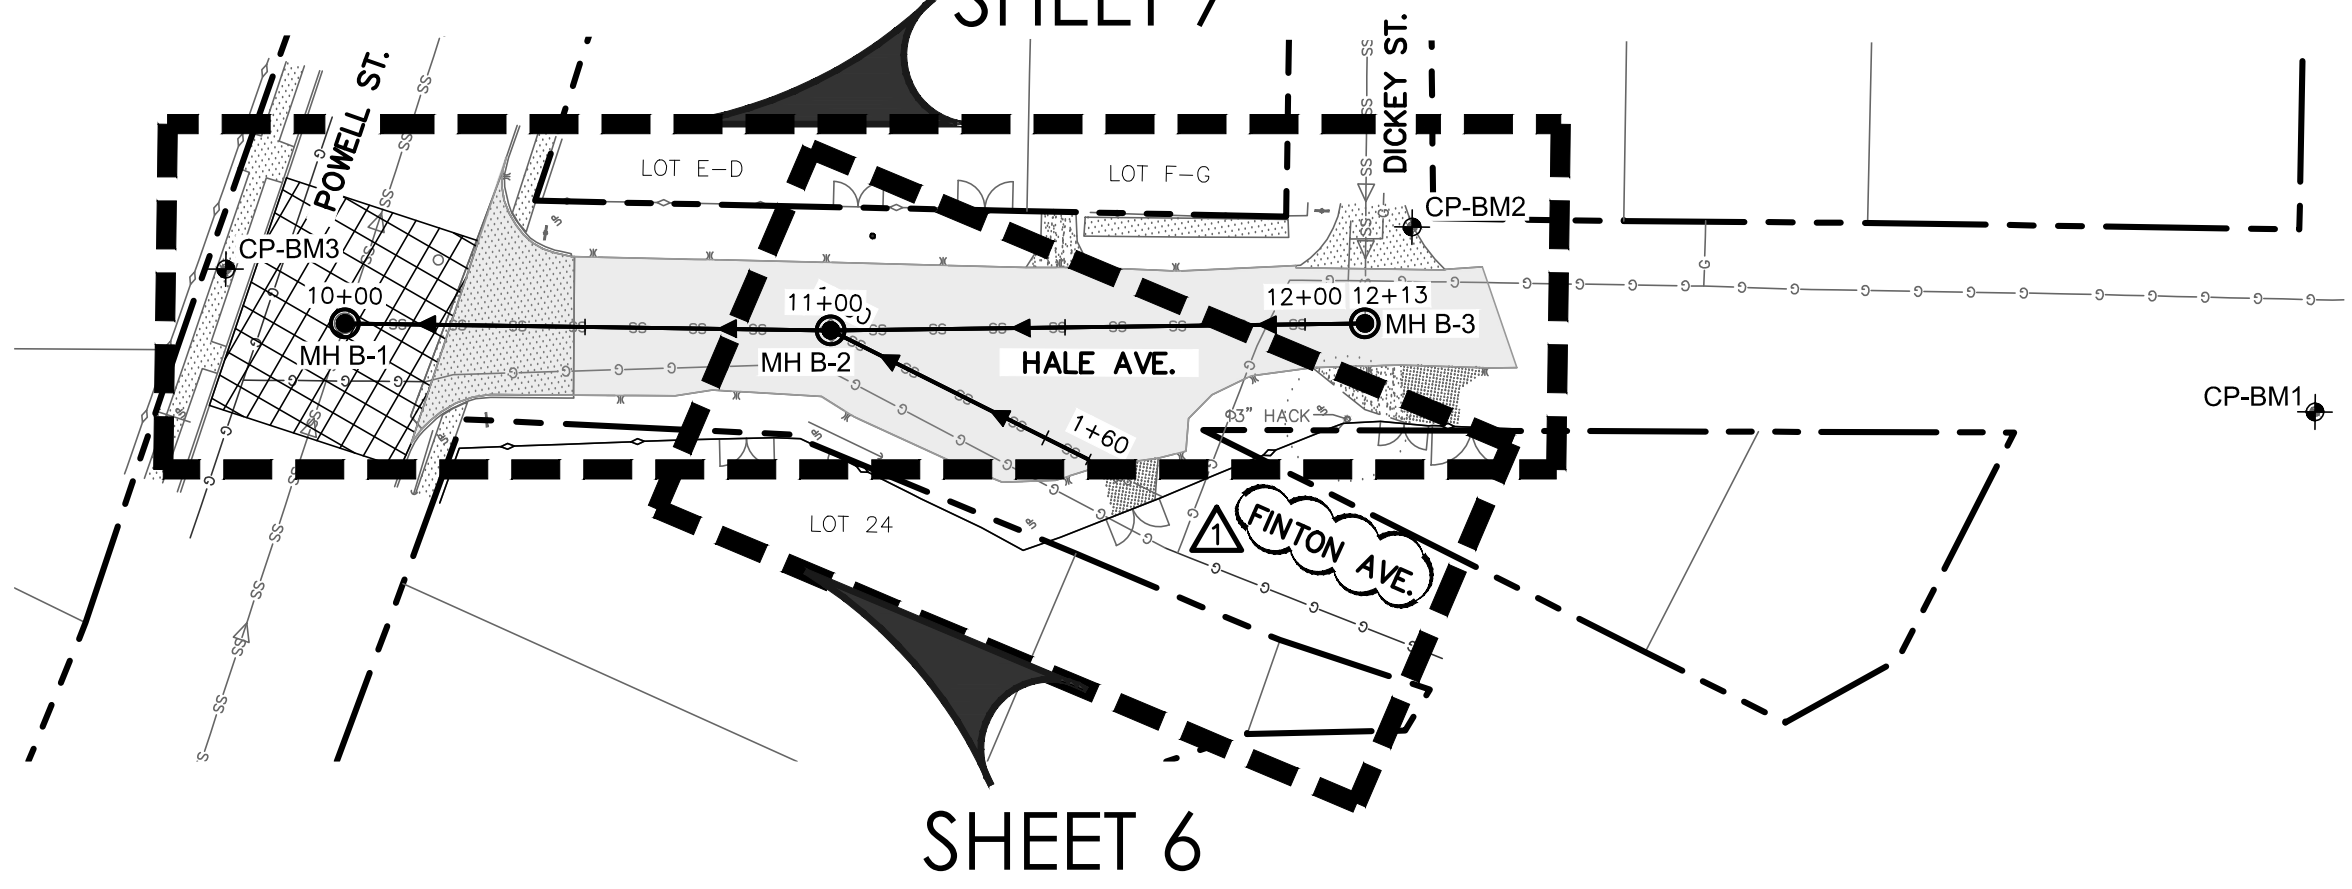 SHEET 7
POWELL ST.
DICKEY ST.
LOT E-D
LOT F-G
CP-BM2
CP-BM3
10+00
11+00
12+00
12+13
MH B-1
MH B-2
MH B-3
HALE AVE.
CP-BM1
93" HACK
1+60
LOT 24
1
FINTON AVE.
SHEET 6